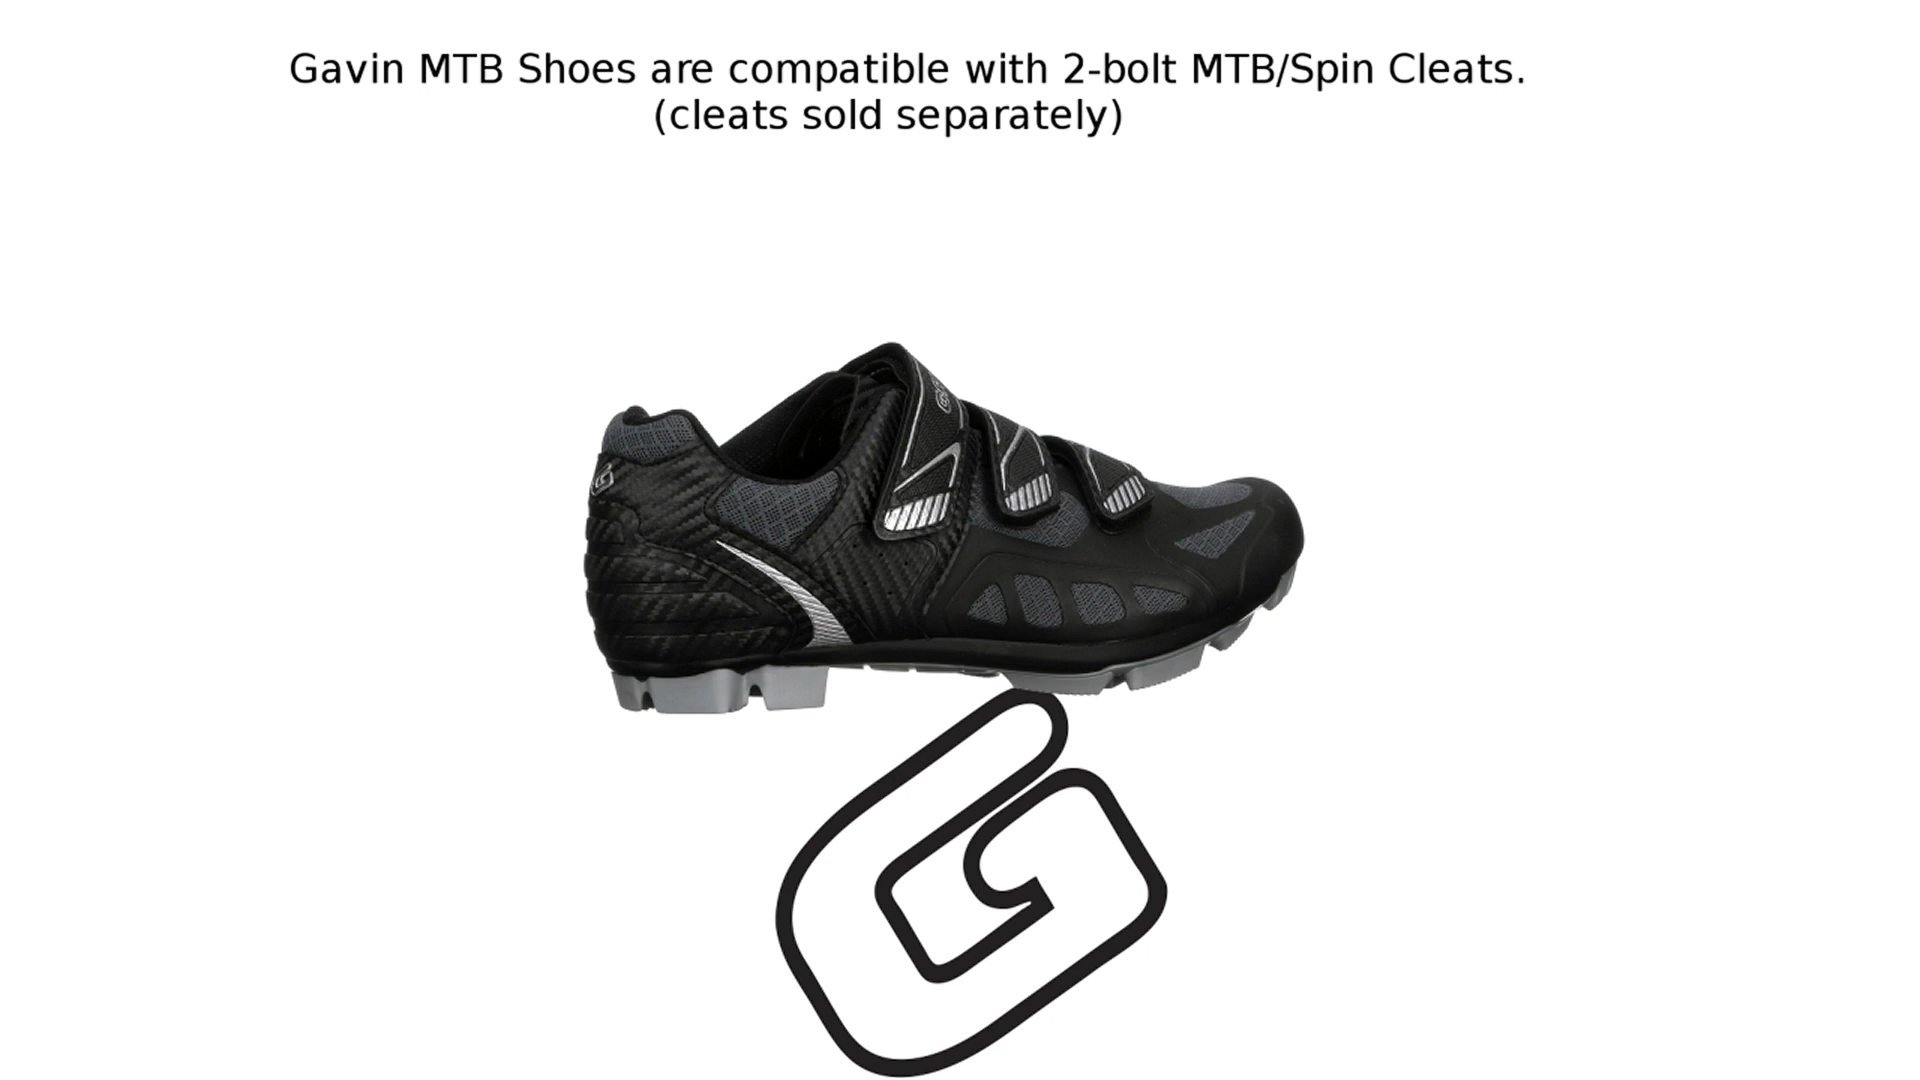 Gavin MTB Shoes are compatible with 2-bolt MTB/Spin Cleats.
(cleats sold separately)